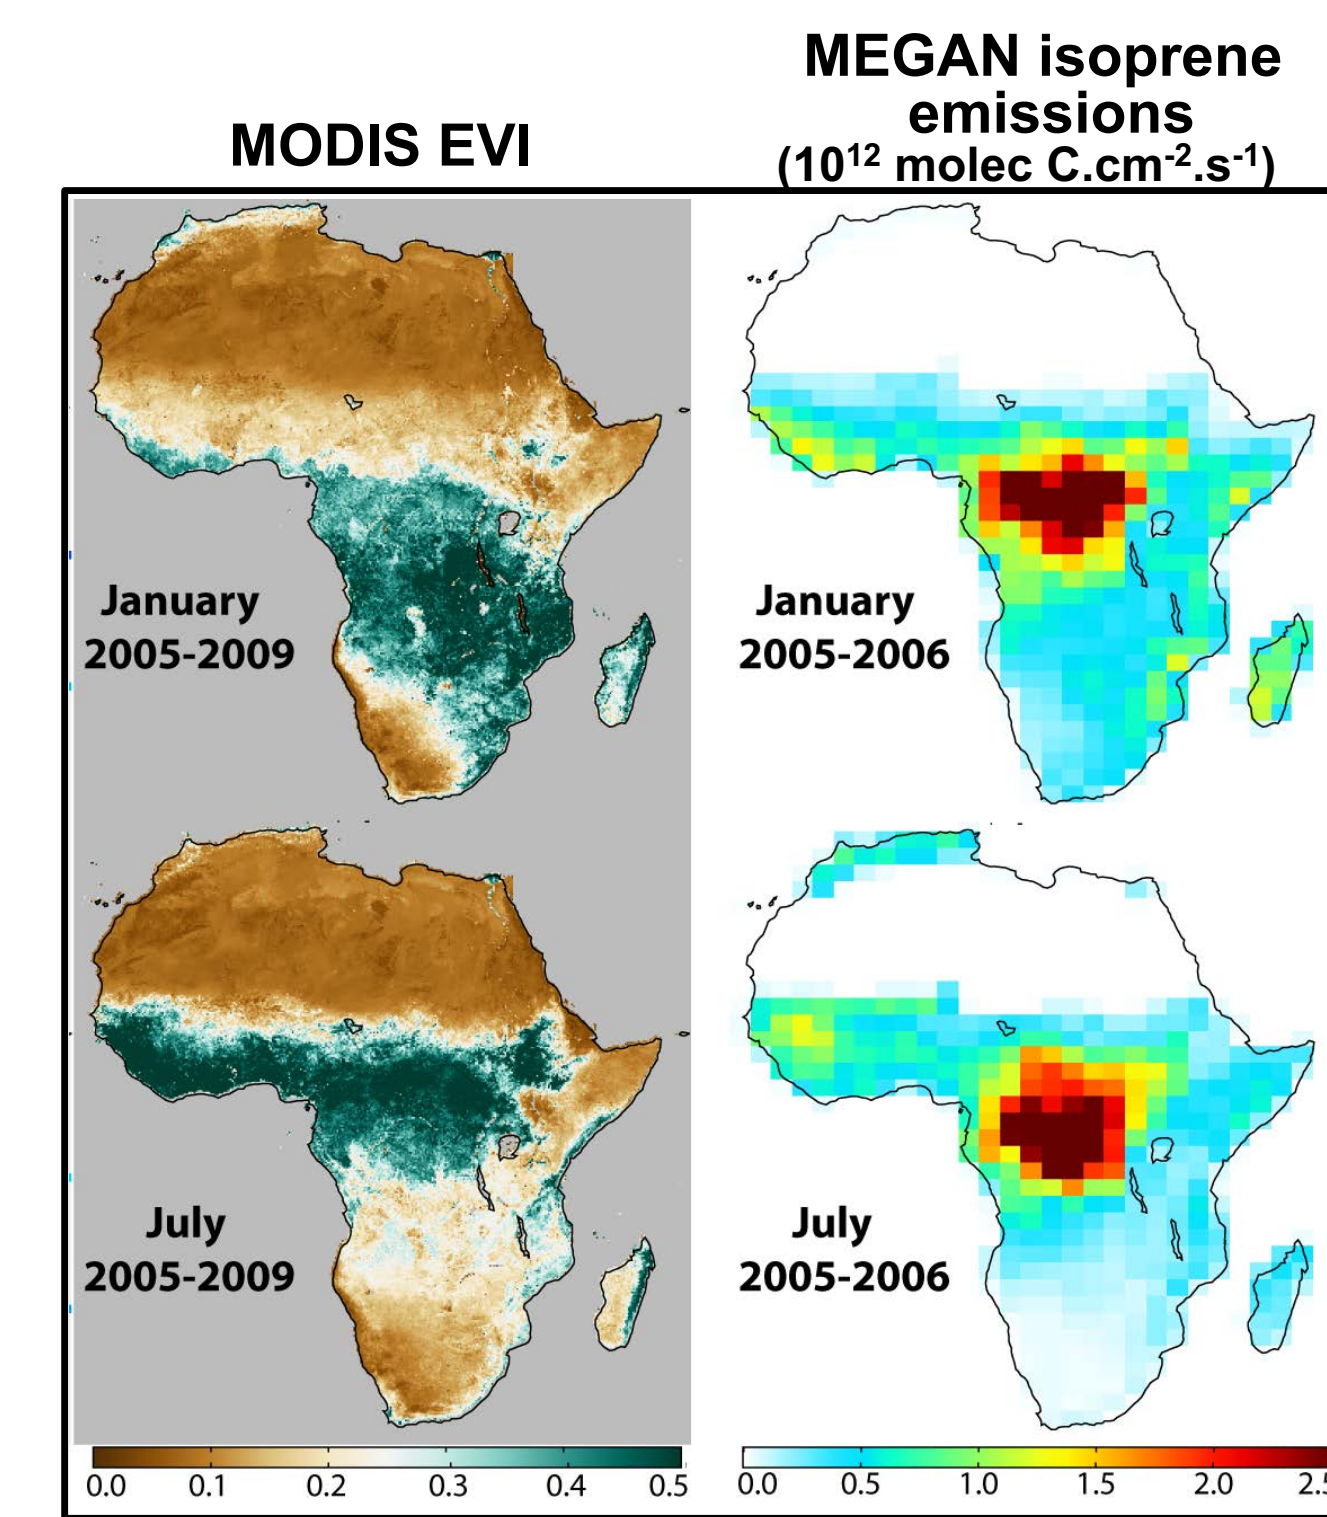 MODIS EVI
MEGAN isoprene
emissions
(10¹² molec C.cm⁻².s⁻¹)
January
2005-2009
January
2005-2006
July
2005-2009
July
2005-2006
0.0 0.1 0.2 0.3 0.4 0.5
0.0 0.5 1.0 1.5 2.0 2.5